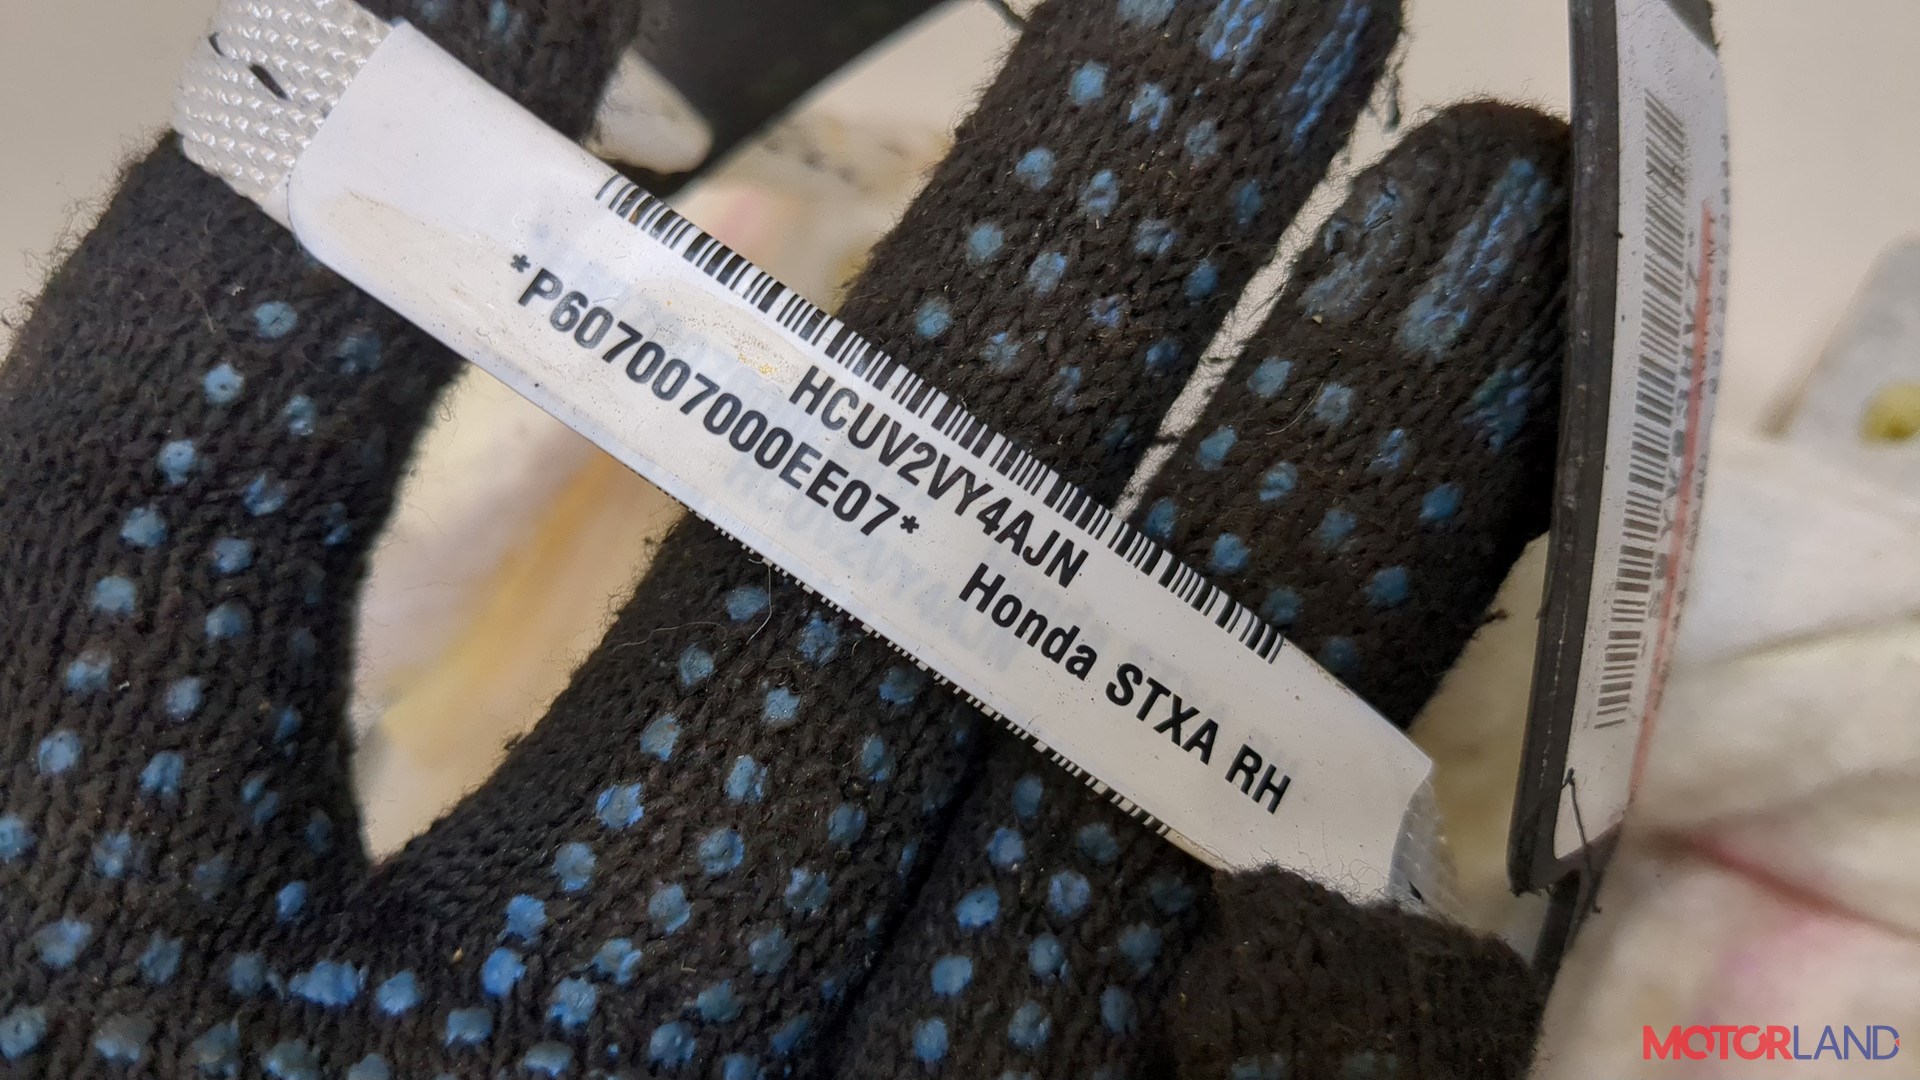 HCUV2VY4AJN
*P607007000EE07*
Honda STXA RH
MOTORLAND